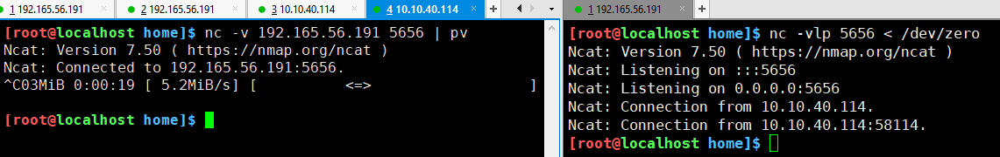 1 192.165.56.191 × 2 192.165.56.191 × 3 10.10.40.114 × 4 10.10.40.114 × +
[root@localhost home]$ nc -v 192.165.56.191 5656 | pv
Ncat: Version 7.50 ( https://nmap.org/ncat )
Ncat: Connected to 192.165.56.191:5656.
^C03MiB 0:00:19 [ 5.2MiB/s] [ <=> ]
[root@localhost home]$
1 192.165.56.191 × +
[root@localhost home]$ nc -vlp 5656 < /dev/zero
Ncat: Version 7.50 ( https://nmap.org/ncat )
Ncat: Listening on :::5656
Ncat: Listening on 0.0.0.0:5656
Ncat: Connection from 10.10.40.114.
Ncat: Connection from 10.10.40.114:58114.
[root@localhost home]$